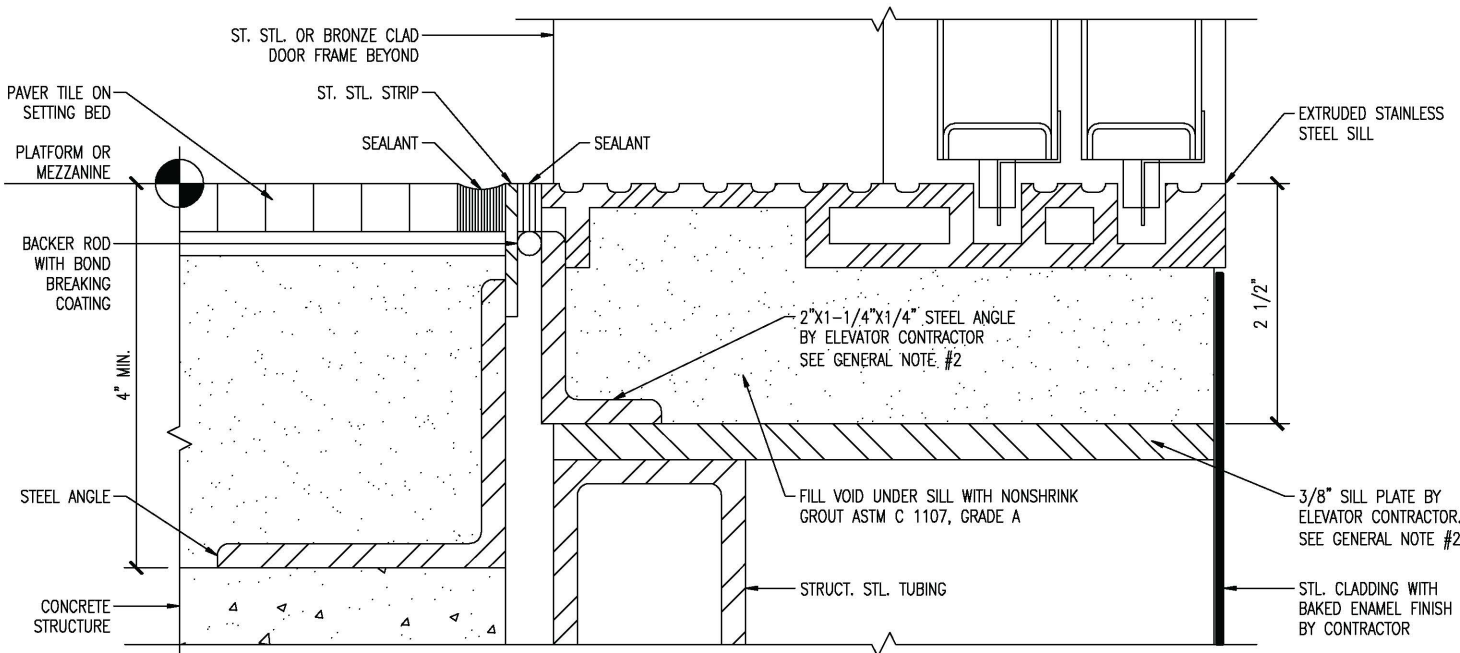 ST. STL. OR BRONZE CLAD
DOOR FRAME BEYOND
PAVER TILE ON
SETTING BED
ST. STL. STRIP
SEALANT
SEALANT
EXTRUDED STAINLESS
STEEL SILL
PLATFORM OR
MEZZANINE
BACKER ROD
WITH BOND
BREAKING
COATING
2"X1-1/4"X1/4" STEEL ANGLE
BY ELEVATOR CONTRACTOR
SEE GENERAL NOTE #2
2 1/2"
4" MIN.
STEEL ANGLE
FILL VOID UNDER SILL WITH NONSHRINK
GROUT ASTM C 1107, GRADE A
3/8" SILL PLATE BY
ELEVATOR CONTRACTOR.
SEE GENERAL NOTE #2
CONCRETE
STRUCTURE
STRUCT. STL. TUBING
STL. CLADDING WITH
BAKED ENAMEL FINISH
BY CONTRACTOR